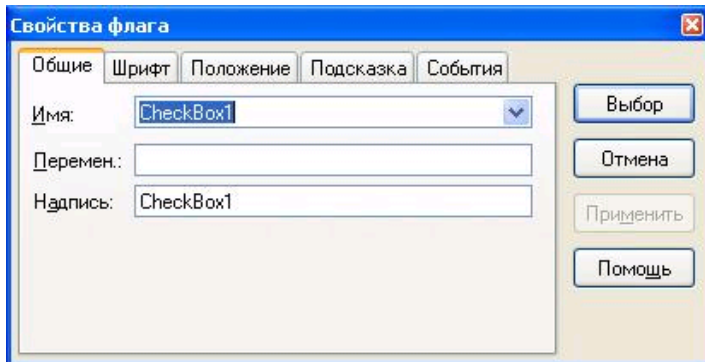 Свойства флага
Общие Шрифт Положение Подсказка События
Имя: CheckBox1
Выбор
Перемен.:
Отмена
Надпись: CheckBox1
Применить
Помощь